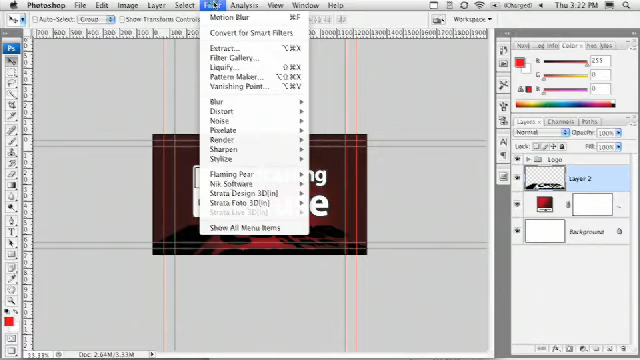 Photoshop File Edit Image Layer Select Filter Analysis View Window Help (Charged) Thu 3:22 PM
Auto-Select: Group Show Transform Controls Workspace
Motion Blur ⌘F
Convert for Smart Filters
Extract... ⌥⌘X
Filter Gallery...
Liquify... ⇧⌘X
Pattern Maker... ⌥⇧⌘X
Vanishing Point... ⌥⌘V
Blur
Distort
Noise
Pixelate
Render
Sharpen
Stylize
Flaming Pear
Nik Software
Strata Design 3D[in]
Strata Foto 3D[in]
Strata Live 3D[in]
Show All Menu Items
Info Color
R 255
G 0
B 0
Layers Channels Paths
Normal Opacity: 100%
Lock: Fill: 100%
Logo
Layer 2
Background
33.33% Doc: 2.64M/3.33M